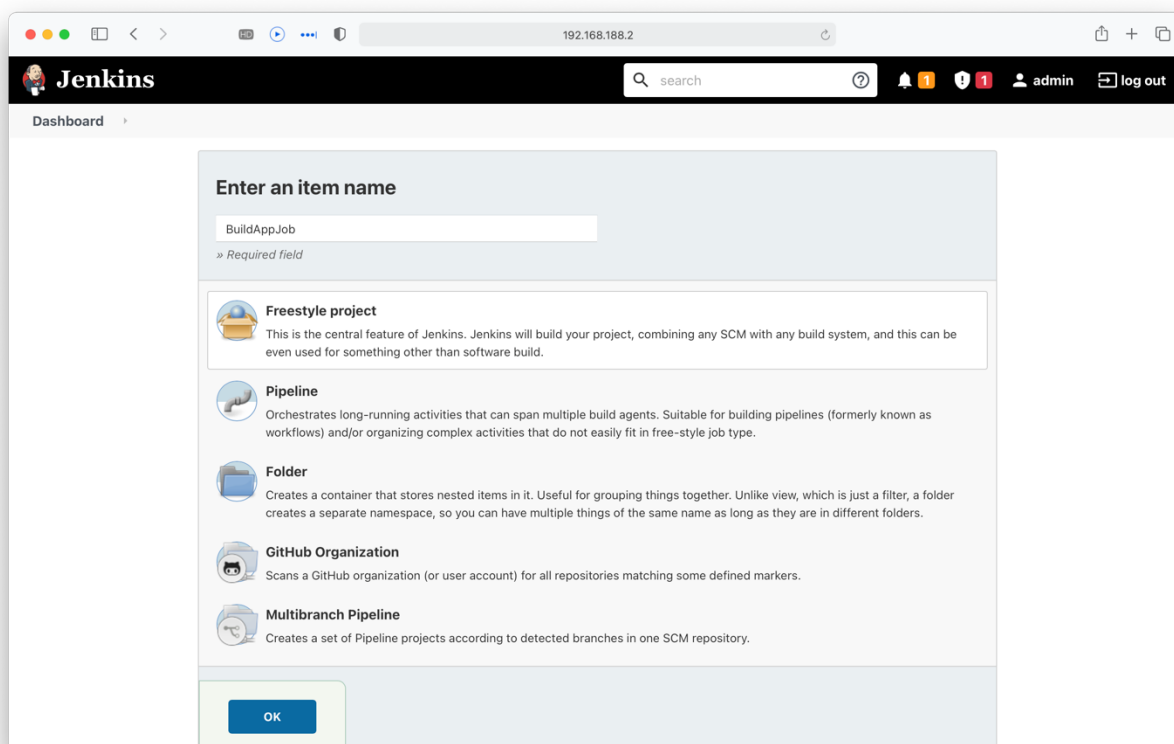 HD
192.168.188.2
Jenkins
search
1
1
admin
log out
Dashboard
Enter an item name
BuildAppJob
» Required field
Freestyle project
This is the central feature of Jenkins. Jenkins will build your project, combining any SCM with any build system, and this can be
even used for something other than software build.
Pipeline
Orchestrates long-running activities that can span multiple build agents. Suitable for building pipelines (formerly known as
workflows) and/or organizing complex activities that do not easily fit in free-style job type.
Folder
Creates a container that stores nested items in it. Useful for grouping things together. Unlike view, which is just a filter, a folder
creates a separate namespace, so you can have multiple things of the same name as long as they are in different folders.
GitHub Organization
Scans a GitHub organization (or user account) for all repositories matching some defined markers.
Multibranch Pipeline
Creates a set of Pipeline projects according to detected branches in one SCM repository.
OK